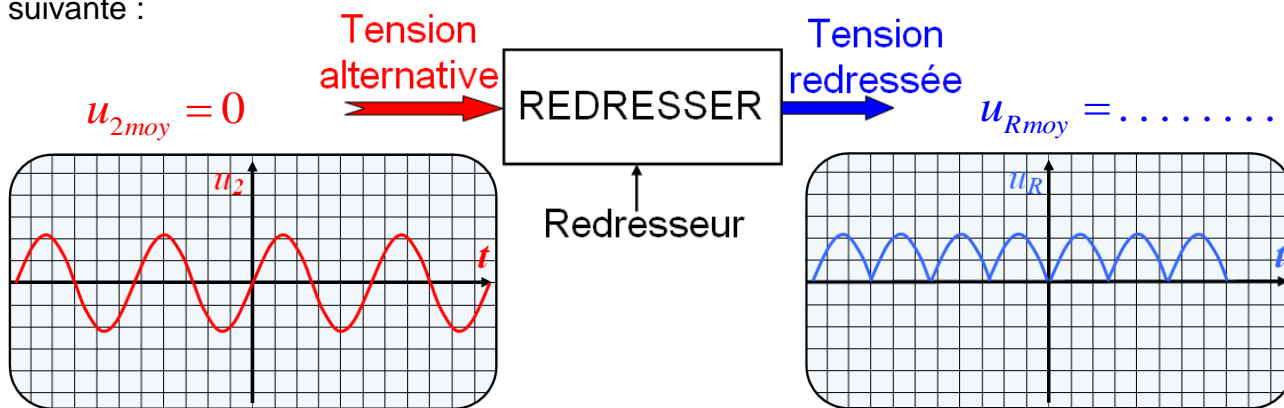 suivante :
Tension
alternative
REDRESSER
Tension
redressée
u2moy = 0
uRmoy = . . . . . . . .
Redresseur
u2
t
uR
t